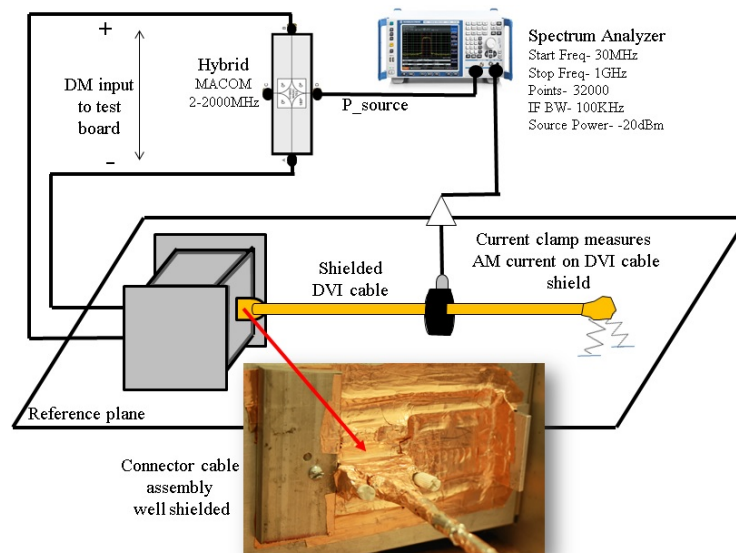 +
DM input
to test
board
-
Hybrid
MACOM
2-2000MHz
P_source
Spectrum Analyzer
Start Freq- 30MHz
Stop Freq- 1GHz
Points- 32000
IF BW- 100KHz
Source Power- -20dBm
Shielded
DVI cable
Current clamp measures
AM current on DVI cable
shield
Reference plane
Connector cable
assembly
well shielded